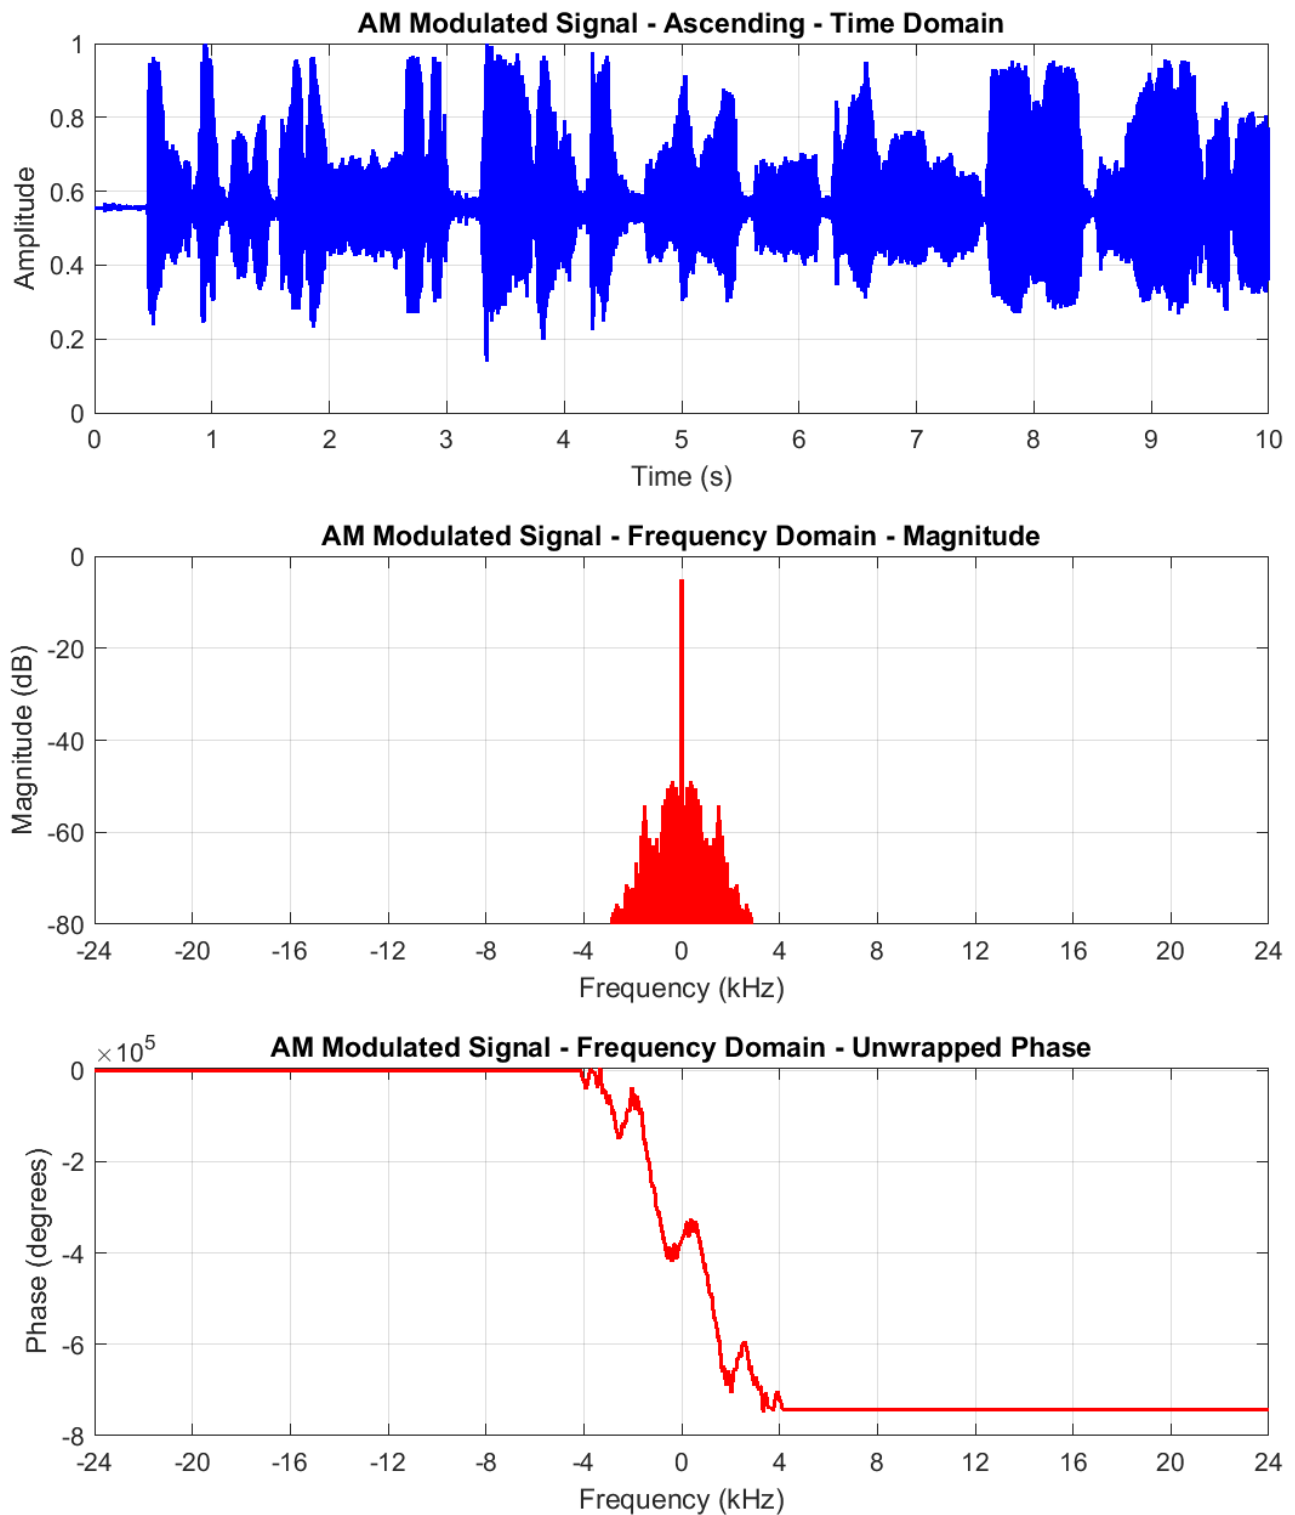 AM Modulated Signal - Ascending - Time Domain
1
0.8
0.6
0.4
0.2
0
Amplitude
0 1 2 3 4 5 6 7 8 9 10
Time (s)
AM Modulated Signal - Frequency Domain - Magnitude
0
-20
-40
-60
-80
Magnitude (dB)
-24 -20 -16 -12 -8 -4 0 4 8 12 16 20 24
Frequency (kHz)
×10^5
AM Modulated Signal - Frequency Domain - Unwrapped Phase
0
-2
-4
-6
-8
Phase (degrees)
-24 -20 -16 -12 -8 -4 0 4 8 12 16 20 24
Frequency (kHz)